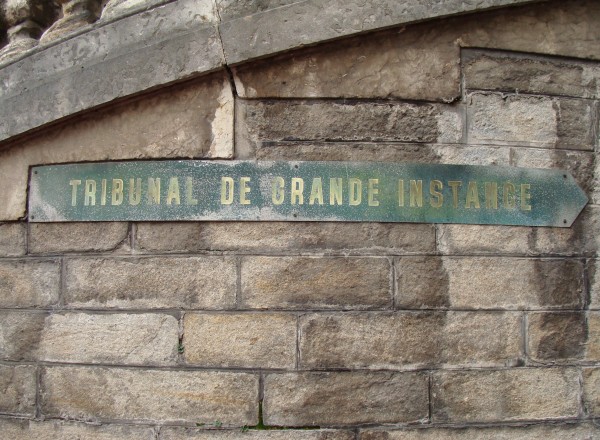 TRIBUNAL DE GRANDE INSTANCE